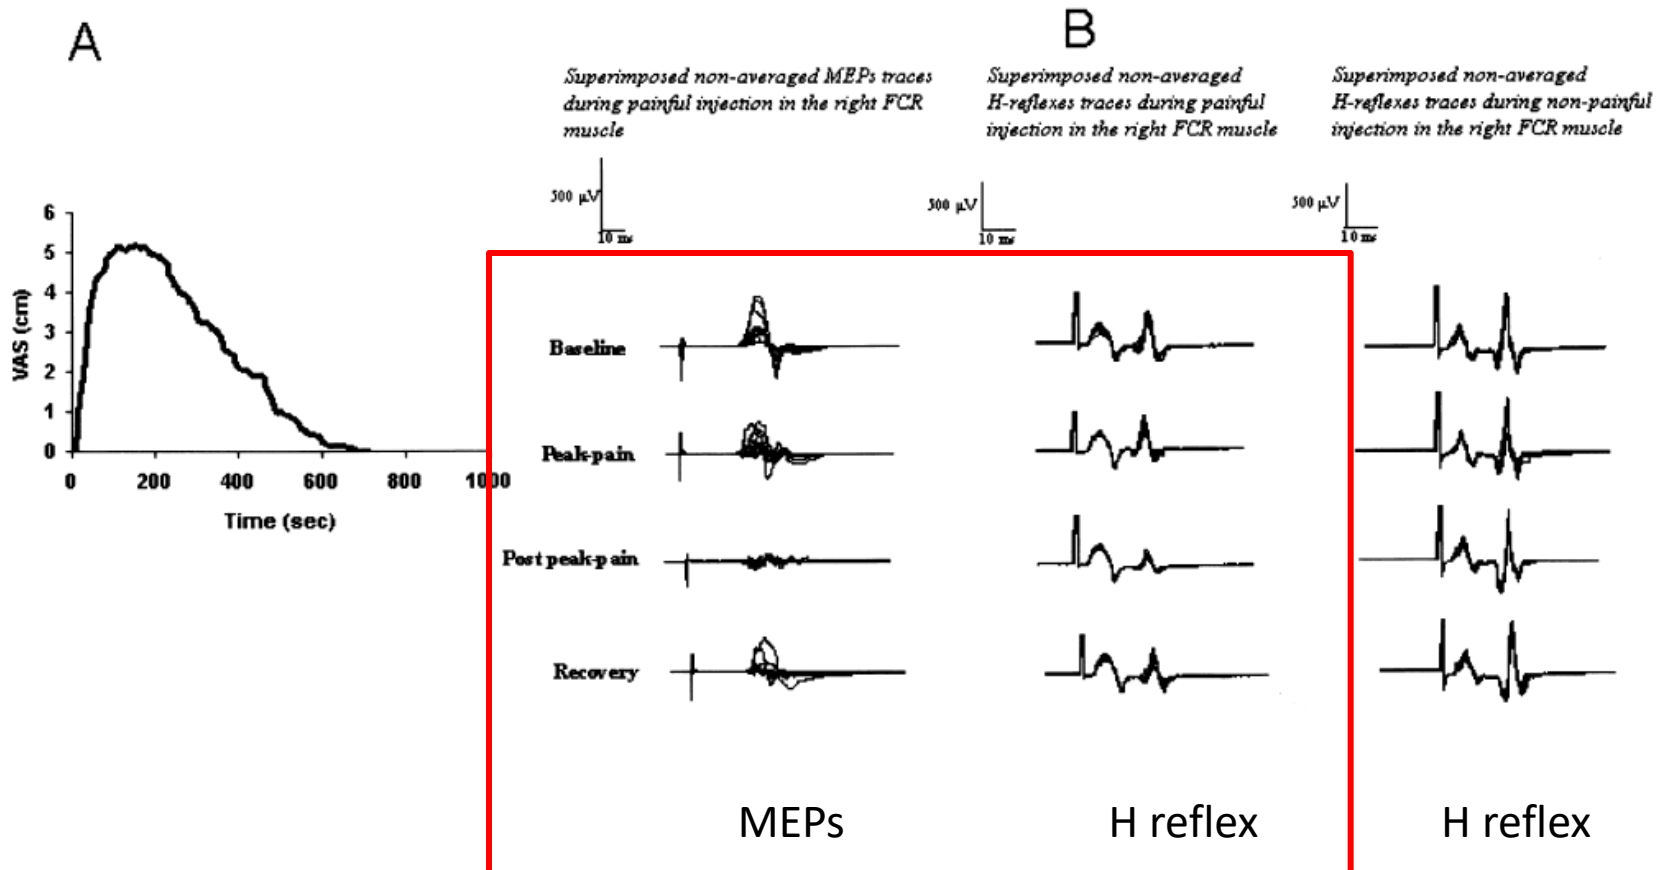 A
B
Superimposed non-averaged MEPs traces
during painful injection in the right FCR
muscle
Superimposed non-averaged
H-reflexes traces during painful
injection in the right FCR muscle
Superimposed non-averaged
H-reflexes traces during non-painful
injection in the right FCR muscle
500 µV
10 ms
500 µV
10 ms
500 µV
10 ms
VAS (cm)
6
5
4
3
2
1
0
0 200 400 600 800 1000
Time (sec)
Baseline
Peak-pain
Post peak-pain
Recovery
MEPs
H reflex
H reflex